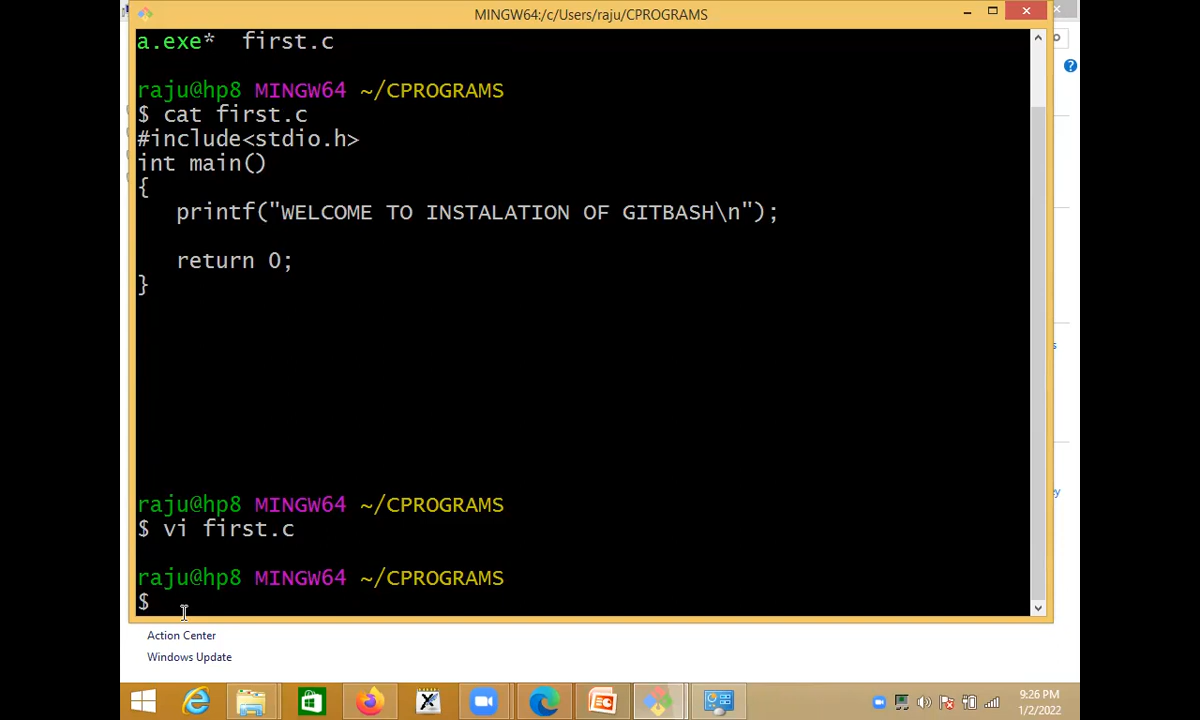 MINGW64:/c/Users/raju/CPROGRAMS
a.exe* first.c
raju@hp8 MINGW64 ~/CPROGRAMS
$ cat first.c
#include<stdio.h>
int main()
{
printf("WELCOME TO INSTALATION OF GITBASH\n");
return 0;
}
raju@hp8 MINGW64 ~/CPROGRAMS
$ vi first.c
raju@hp8 MINGW64 ~/CPROGRAMS
$
Action Center
Windows Update
9:26 PM
1/2/2022